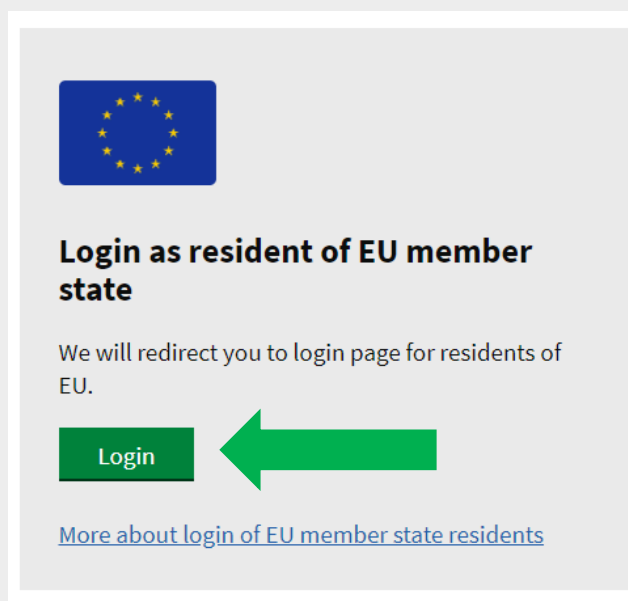 Login as resident of EU member
state
We will redirect you to login page for residents of
EU.
Login
More about login of EU member state residents